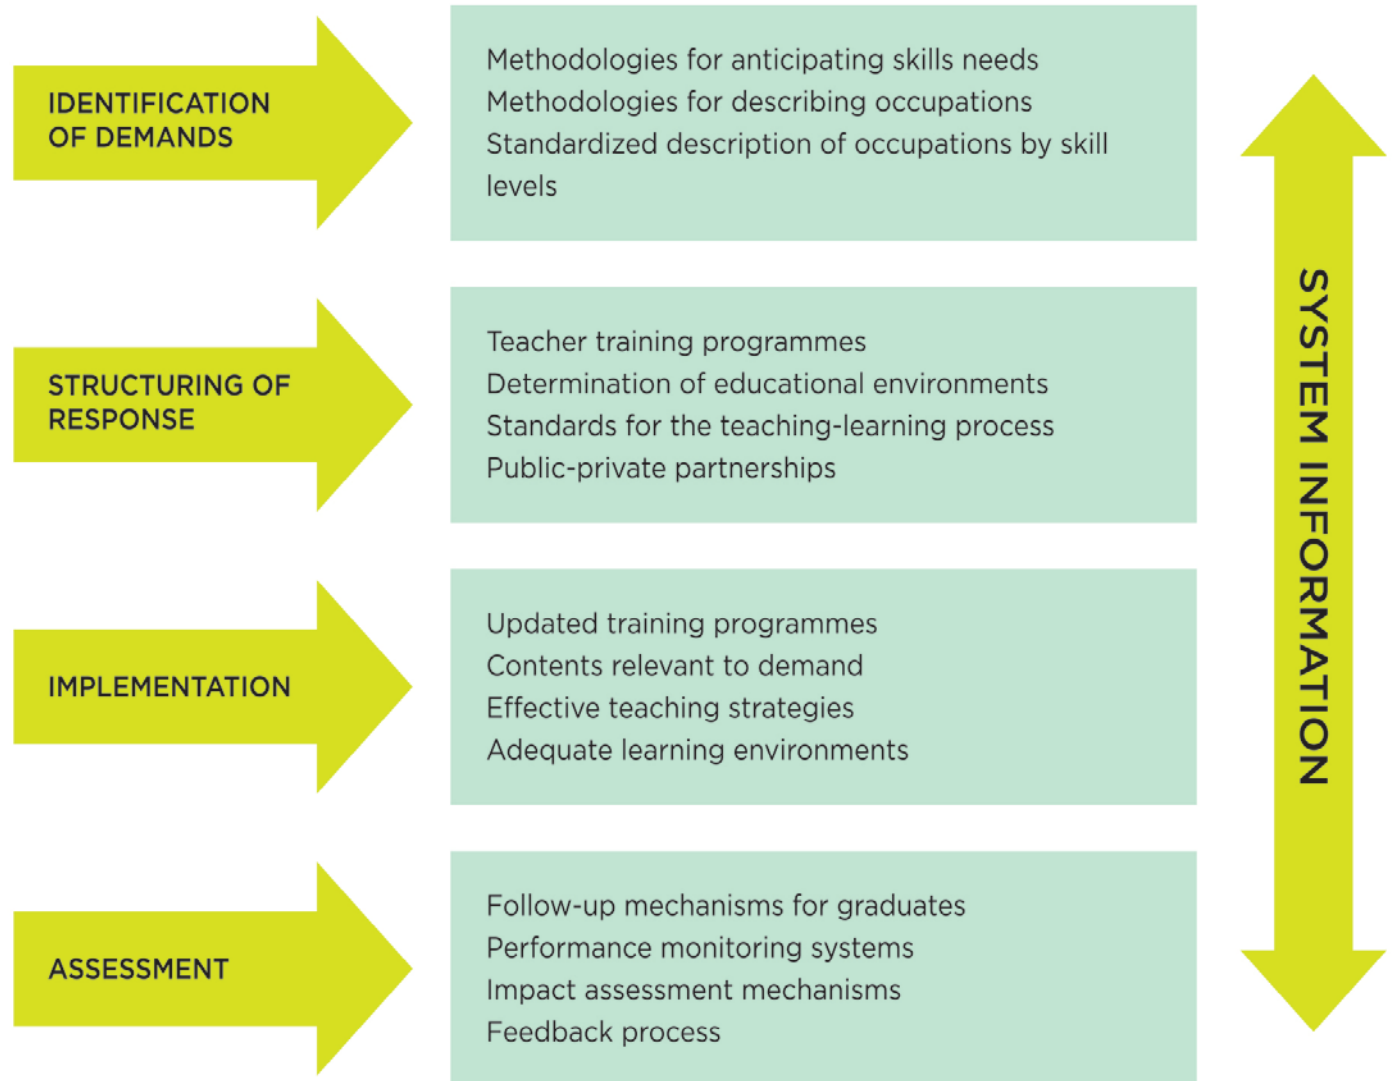 IDENTIFICATION
OF DEMANDS
Methodologies for anticipating skills needs
Methodologies for describing occupations
Standardized description of occupations by skill
levels
STRUCTURING OF
RESPONSE
Teacher training programmes
Determination of educational environments
Standards for the teaching-learning process
Public-private partnerships
IMPLEMENTATION
Updated training programmes
Contents relevant to demand
Effective teaching strategies
Adequate learning environments
ASSESSMENT
Follow-up mechanisms for graduates
Performance monitoring systems
Impact assessment mechanisms
Feedback process
SYSTEM INFORMATION